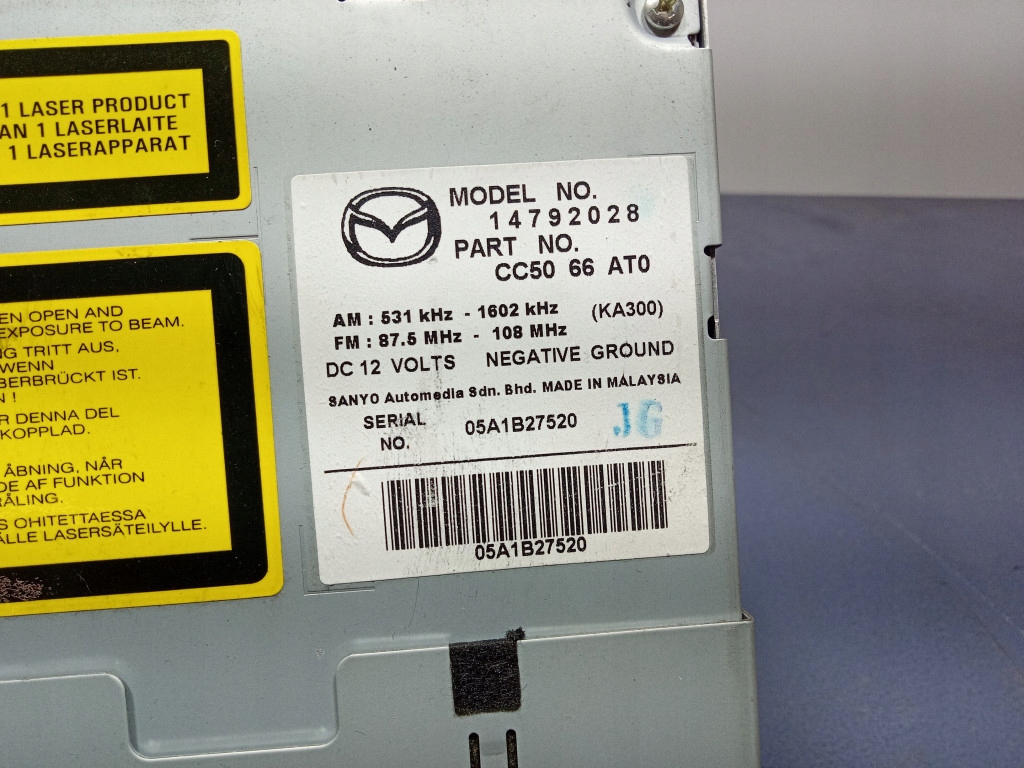 1 LASER PRODUCT
AN 1 LASERLAITE
1 LASERAPPARAT
EN OPEN AND
EXPOSURE TO BEAM.
NG TRITT AUS,
WENN
BERBRÜCKT IST.
N !
R DENNA DEL
KOPPLAD.
ÅBNING, NÅR
DE AF FUNKTION
RÅLING.
S OHITETTAESSA
ÄLLE LASERSÄTEILYLLE.
MODEL NO.
14792028
PART NO.
CC50 66 AT0
AM : 531 kHz - 1602 kHz (KA300)
FM : 87.5 MHz - 108 MHz
DC 12 VOLTS NEGATIVE GROUND
SANYO Automedia Sdn. Bhd. MADE IN MALAYSIA
SERIAL NO. 05A1B27520
JG
05A1B27520